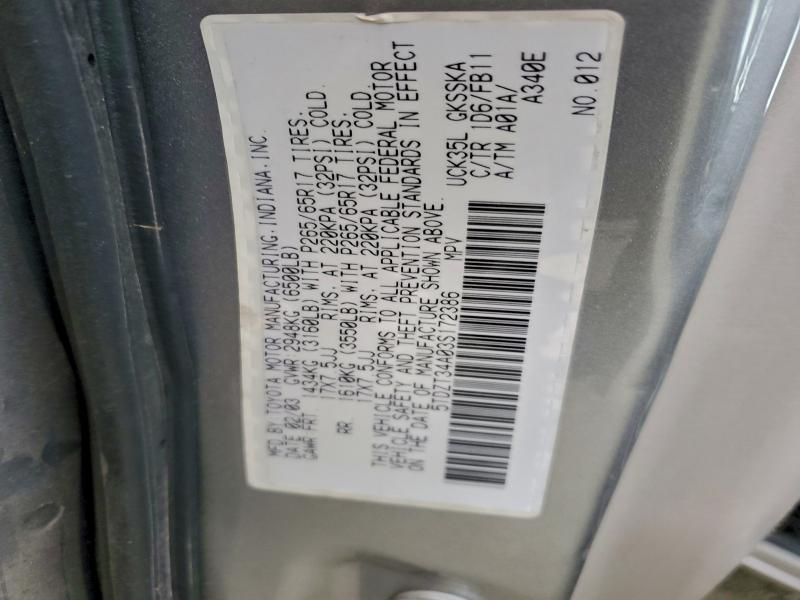 MFD. BY TOYOTA MOTOR MANUFACTURING, INDIANA, INC.
DATE 02/03 GVWR 2948KG (6500LB)
GAWR FRT 1434KG (3160LB) WITH P265/65R17 TIRES,
17X7.5JJ RIMS, AT 220KPA (32PSI) COLD.
RR. 1610KG (3550LB) WITH P265/65R17 TIRES,
17X7.5JJ RIMS, AT 220KPA (32PSI) COLD.
THIS VEHICLE CONFORMS TO ALL APPLICABLE FEDERAL MOTOR
VEHICLE SAFETY AND THEFT PREVENTION STANDARDS IN EFFECT
ON THE DATE OF MANUFACTURE SHOWN ABOVE.
5TDZT34A03S172386 MPV
UCK35L GKSSKA
C/TR 1D6/FB11
A/TM A01A/
A340E
NO.012